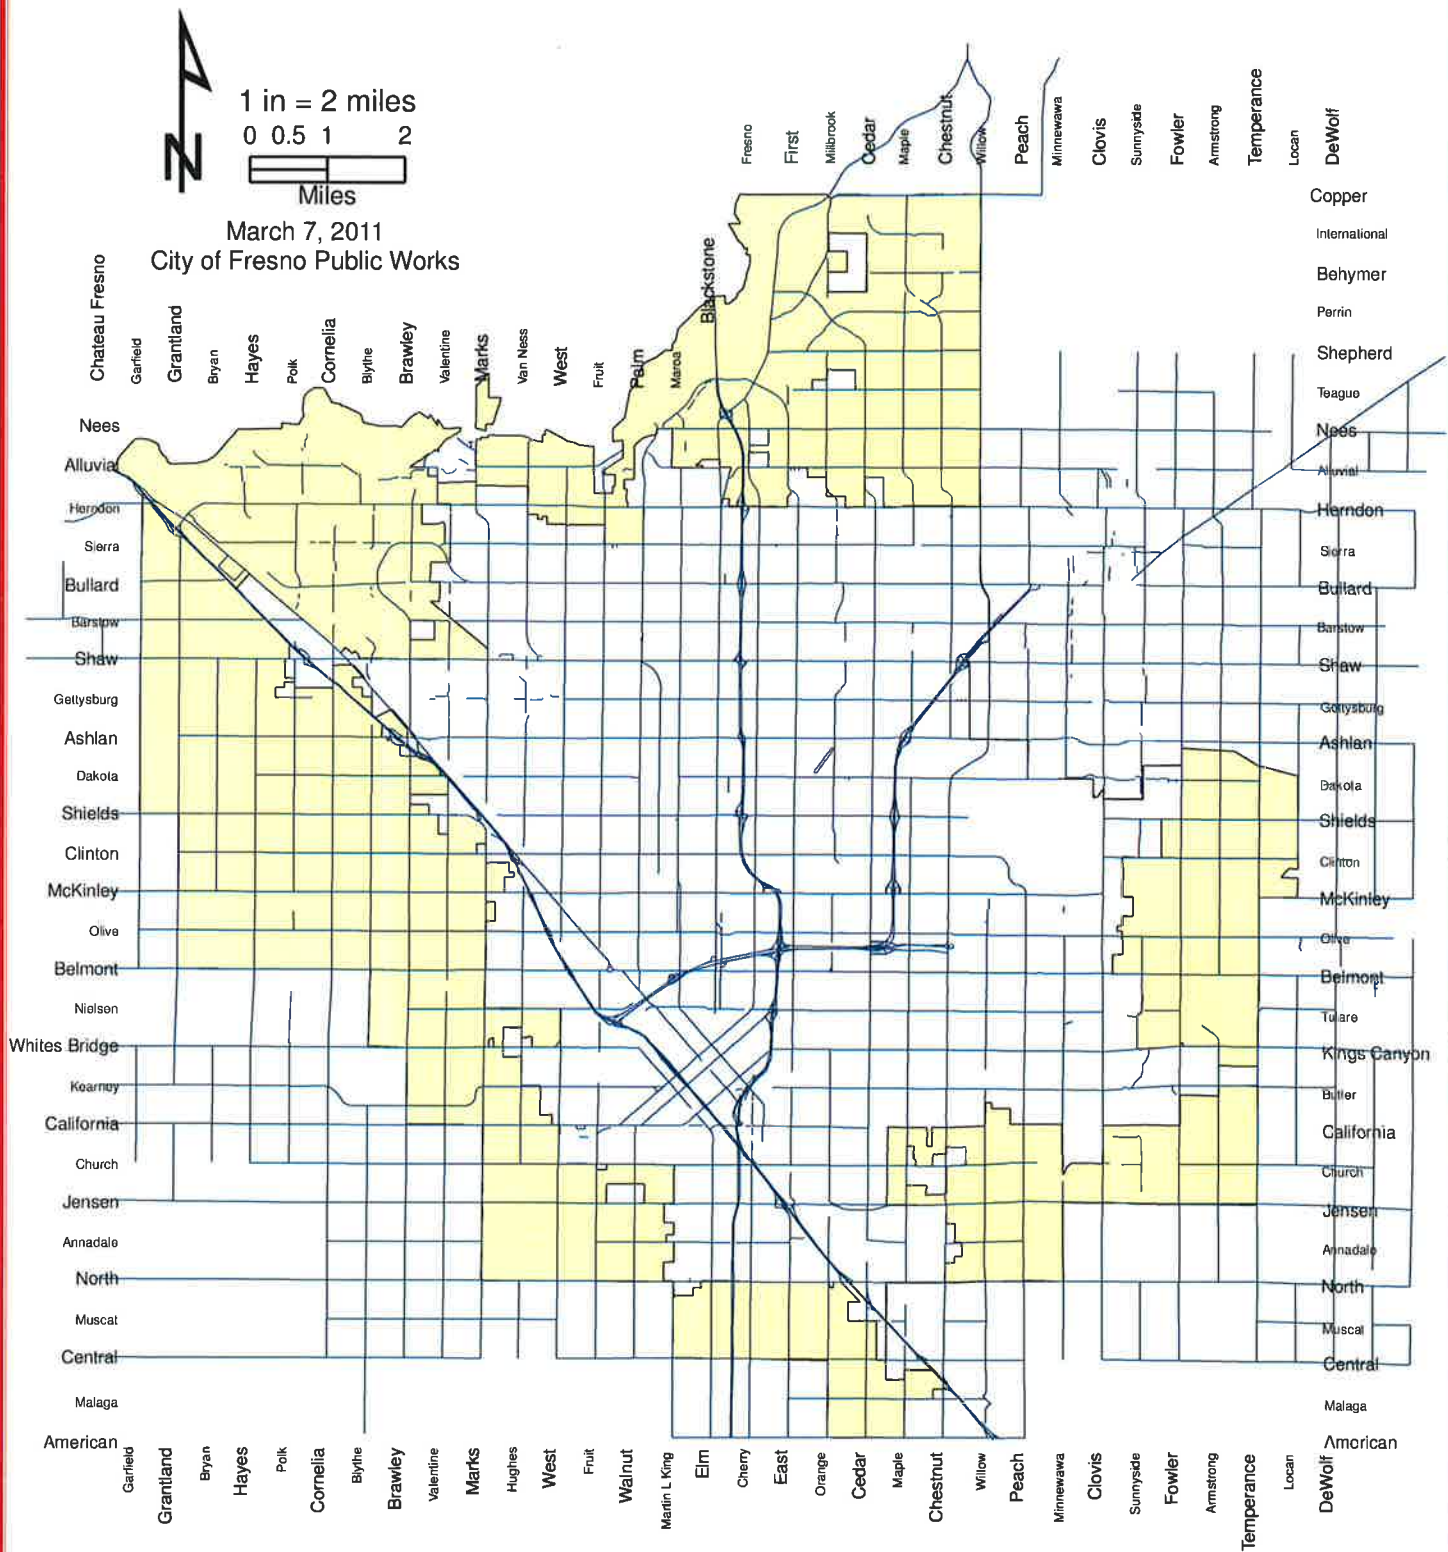 1 in = 2 miles
0 0.5 1 2
Miles
March 7, 2011
City of Fresno Public Works
N
Chateau Fresno
Garfield
Grantland
Bryan
Hayes
Polk
Cornelia
Blythe
Brawley
Valentine
Marks
Van Ness
West
Fruit
Palm
Maroa
Blackstone
Fresno
First
Millbrook
Cedar
Maple
Chestnut
Willow
Peach
Minnewawa
Clovis
Sunnyside
Fowler
Armstrong
Temperance
Locan
DeWolf
Nees
Alluvial
Herndon
Sierra
Bullard
Barstow
Shaw
Gettysburg
Ashlan
Dakota
Shields
Clinton
McKinley
Olive
Belmont
Nielsen
Whites Bridge
Kearney
California
Church
Jensen
Annadale
North
Muscat
Central
Malaga
American
Copper
International
Behymer
Perrin
Shepherd
Teague
Nees
Alluvial
Herndon
Sierra
Bullard
Barstow
Shaw
Gettysburg
Ashlan
Dakota
Shields
Clinton
McKinley
Olive
Belmont
Tulare
Kings Canyon
Butler
California
Church
Jensen
Annadale
North
Muscat
Central
Malaga
American
Garfield
Grantland
Bryan
Hayes
Polk
Cornelia
Blythe
Brawley
Valentine
Marks
Hughes
West
Fruit
Walnut
Martin L King
Elm
Cherry
East
Orange
Cedar
Maple
Chestnut
Willow
Peach
Minnewawa
Clovis
Sunnyside
Fowler
Armstrong
Temperance
Locan
DeWolf